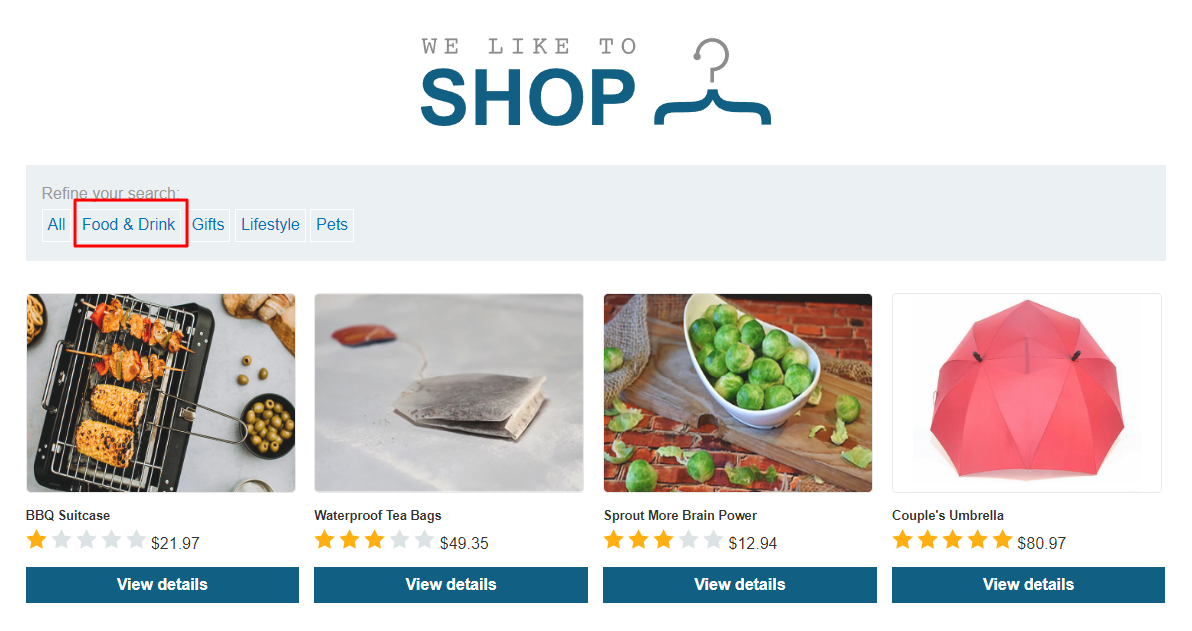 WE LIKE TO
SHOP
Refine your search:
All Food & Drink Gifts Lifestyle Pets
BBQ Suitcase
$21.97
View details
Waterproof Tea Bags
$49.35
View details
Sprout More Brain Power
$12.94
View details
Couple's Umbrella
$80.97
View details